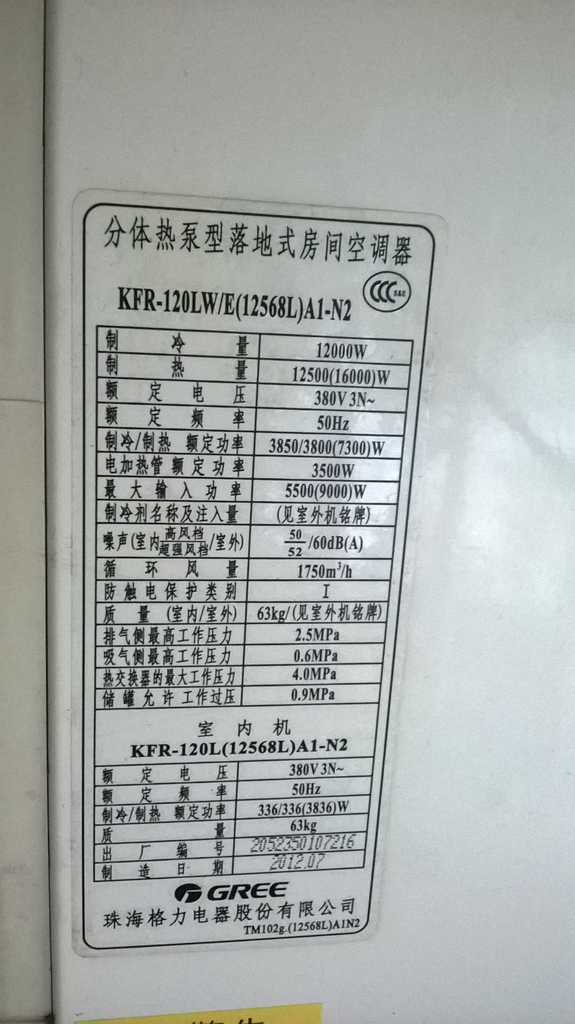 分体热泵型落地式房间空调器
KFR-120LW/E(12568L)A1-N2
CCC S&E
制冷量 12000W
制热量 12500(16000)W
额定电压 380V 3N~
额定频率 50Hz
制冷/制热 额定功率 3850/3800(7300)W
电加热管额定功率 3500W
最大输入功率 5500(9000)W
制冷剂名称及注入量 (见室外机铭牌)
噪声(室内高风档/超强风档/室外) 50/52/60dB(A)
循环风量 1750m³/h
防触电保护类别 I
质量(室内/室外) 63kg/(见室外机铭牌)
排气侧最高工作压力 2.5MPa
吸气侧最高工作压力 0.6MPa
热交换器的最大工作压力 4.0MPa
储罐允许工作过压 0.9MPa
室内机
KFR-120L(12568L)A1-N2
额定电压 380V 3N~
额定频率 50Hz
制冷/制热 额定功率 336/336(3836)W
质量 63kg
出厂编号 2052350107216
制造日期 2012.07
GREE
珠海格力电器股份有限公司
TM102g.(12568L)A1N2